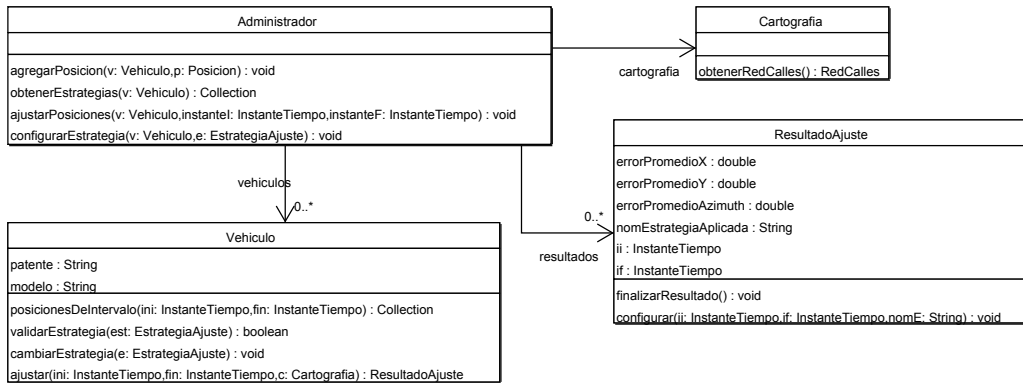 Administrador
agregarPosicion(v: Vehiculo,p: Posicion) : void
obtenerEstrategias(v: Vehiculo) : Collection
ajustarPosiciones(v: Vehiculo,instanteI: InstanteTiempo,instanteF: InstanteTiempo) : void
configurarEstrategia(v: Vehiculo,e: EstrategiaAjuste) : void
Cartografia
obtenerRedCalles() : RedCalles
cartografia
vehiculos
0..*
Vehiculo
patente : String
modelo : String
posicionesDeIntervalo(ini: InstanteTiempo,fin: InstanteTiempo) : Collection
validarEstrategia(est: EstrategiaAjuste) : boolean
cambiarEstrategia(e: EstrategiaAjuste) : void
ajustar(ini: InstanteTiempo,fin: InstanteTiempo,c: Cartografia) : ResultadoAjuste
0..*
resultados
ResultadoAjuste
errorPromedioX : double
errorPromedioY : double
errorPromedioAzimuth : double
nomEstrategiaAplicada : String
ii : InstanteTiempo
if : InstanteTiempo
finalizarResultado() : void
configurar(ii: InstanteTiempo,if: InstanteTiempo,nomE: String) : void